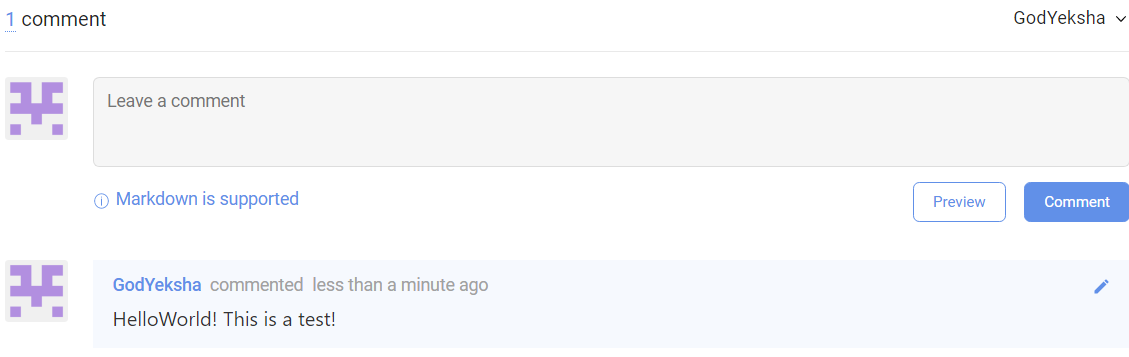 1 comment
GodYeksha
Leave a comment
Markdown is supported
Preview
Comment
GodYeksha commented less than a minute ago
HelloWorld! This is a test!